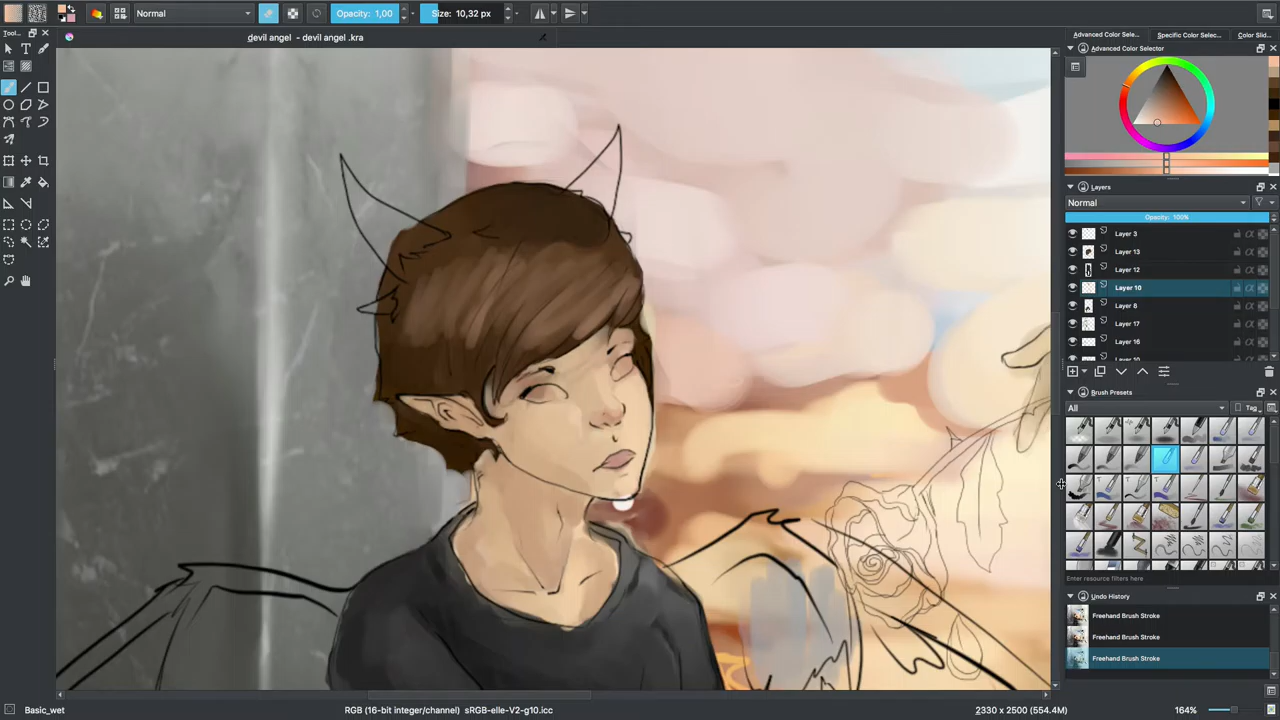 Normal
Opacity: 1,00
Size: 10,32 px
Tool...
devil angel - devil angel .kra
Advanced Color Sele...
Specific Color Selec...
Color Slid...
Advanced Color Selector
Layers
Normal
Opacity: 100%
Layer 3
Layer 13
Layer 12
Layer 10
Layer 8
Layer 17
Layer 16
Brush Presets
All
Tag
Enter resource filters here
Undo History
Freehand Brush Stroke
Freehand Brush Stroke
Freehand Brush Stroke
Basic_wet
RGB (16-bit integer/channel) sRGB-elle-V2-g10.icc
2330 x 2500 (554.4M)
164%